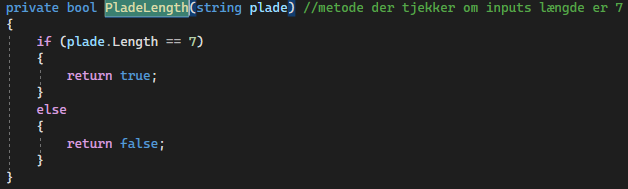 private bool PladeLength(string plade) //metode der tjekker om inputs længde er 7
{
if (plade.Length == 7)
{
return true;
}
else
{
return false;
}
}